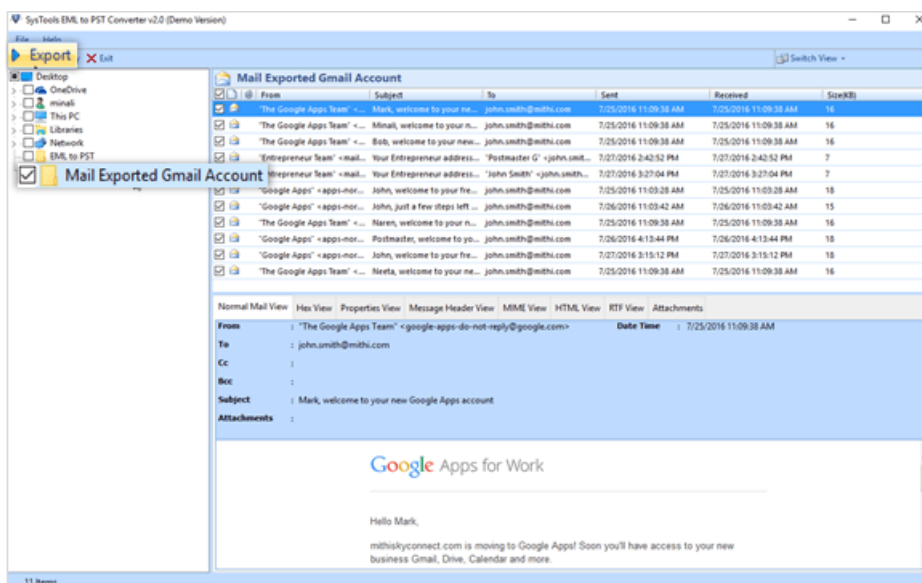 SysTools EML to PST Converter v2.0 (Demo Version)
File Help
Export Exit Switch View
Desktop
OneDrive
minali
This PC
Libraries
Network
EML to PST
Mail Exported Gmail Account
Mail Exported Gmail Account
From Subject To Sent Received Size(KB)
"The Google Apps Team" <... Mark, welcome to your ne... john.smith@mithi.com 7/25/2016 11:09:38 AM 7/25/2016 11:09:38 AM 16
"The Google Apps Team" <... Minali, welcome to your n... john.smith@mithi.com 7/25/2016 11:09:38 AM 7/25/2016 11:09:38 AM 16
"The Google Apps Team" <... Bob, welcome to your new... john.smith@mithi.com 7/25/2016 11:09:38 AM 7/25/2016 11:09:38 AM 16
"Entrepreneur Team" <mail... Your Entrepreneur address... "Postmaster G" <john.smit... 7/27/2016 2:42:52 PM 7/27/2016 2:42:52 PM 7
"Entrepreneur Team" <mail... Your Entrepreneur address... "John Smith" <john.smith... 7/27/2016 3:27:04 PM 7/27/2016 3:27:04 PM 7
"Google Apps" <apps-nor... John, welcome to your fre... john.smith@mithi.com 7/25/2016 11:03:28 AM 7/25/2016 11:03:28 AM 18
"Google Apps" <apps-nor... John, just a few steps left ... john.smith@mithi.com 7/26/2016 11:03:42 AM 7/26/2016 11:03:42 AM 15
"The Google Apps Team" <... Naren, welcome to your n... john.smith@mithi.com 7/25/2016 11:09:38 AM 7/25/2016 11:09:38 AM 16
"Google Apps" <apps-nor... Postmaster, welcome to yo... john.smith@mithi.com 7/26/2016 4:13:44 PM 7/26/2016 4:13:44 PM 18
"Google Apps" <apps-nor... John, welcome to your fre... john.smith@mithi.com 7/27/2016 3:15:12 PM 7/27/2016 3:15:12 PM 18
"The Google Apps Team" <... Neeta, welcome to your ne... john.smith@mithi.com 7/25/2016 11:09:38 AM 7/25/2016 11:09:38 AM 16
Normal Mail View Hex View Properties View Message Header View MIME View HTML View RTF View Attachments
From : "The Google Apps Team" <google-apps-do-not-reply@google.com> Date Time : 7/25/2016 11:09:38 AM
To : john.smith@mithi.com
Cc :
Bcc :
Subject : Mark, welcome to your new Google Apps account
Attachments :
Google Apps for Work
Hello Mark,
mithiskyconnect.com is moving to Google Apps! Soon you'll have access to your new
business Gmail, Drive, Calendar and more.
11 Items